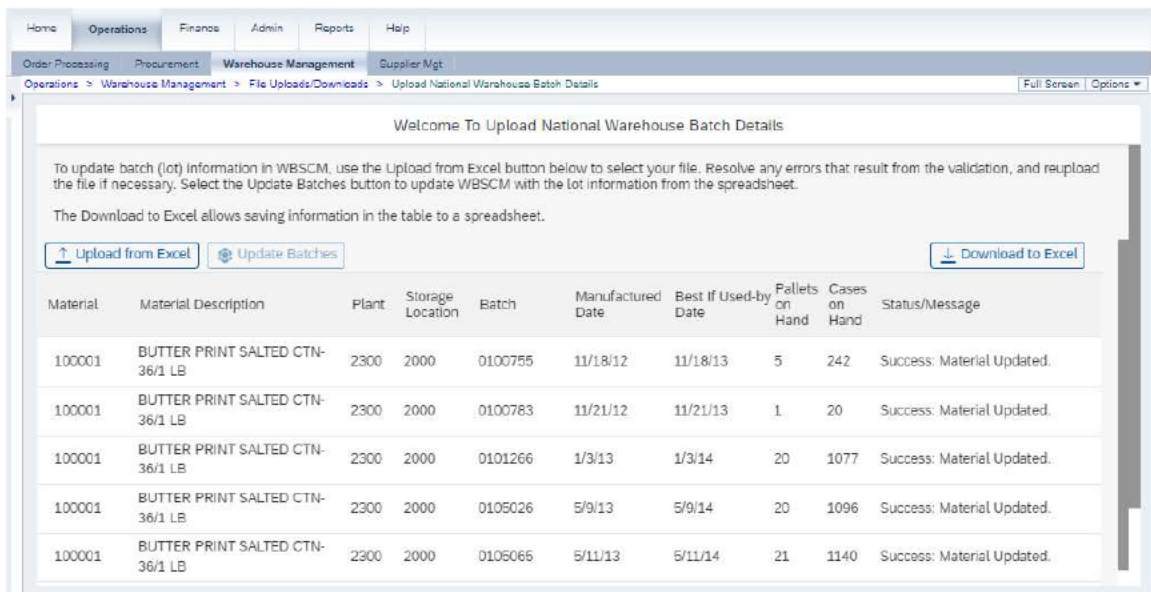 Home Operations Finance Admin Reports Help
Order Processing Procurement Warehouse Management Supplier Mgt
Operations > Warehouse Management > File Uploads/Downloads > Upload National Warehouse Batch Details Full Screen Options
Welcome To Upload National Warehouse Batch Details
To update batch (lot) information in WBSCM, use the Upload from Excel button below to select your file. Resolve any errors that result from the validation, and reupload
the file if necessary. Select the Update Batches button to update WBSCM with the lot information from the spreadsheet.
The Download to Excel allows saving information in the table to a spreadsheet.
Upload from Excel Update Batches Download to Excel
Material Material Description Plant Storage Location Batch Manufactured Date Best If Used-by Date Pallets on Hand Cases on Hand Status/Message
100001 BUTTER PRINT SALTED CTN-36/1 LB 2300 2000 0100755 11/18/12 11/18/13 5 242 Success: Material Updated.
100001 BUTTER PRINT SALTED CTN-36/1 LB 2300 2000 0100783 11/21/12 11/21/13 1 20 Success: Material Updated.
100001 BUTTER PRINT SALTED CTN-36/1 LB 2300 2000 0101266 1/3/13 1/3/14 20 1077 Success: Material Updated.
100001 BUTTER PRINT SALTED CTN-36/1 LB 2300 2000 0105026 5/9/13 5/9/14 20 1096 Success: Material Updated.
100001 BUTTER PRINT SALTED CTN-36/1 LB 2300 2000 0105065 5/11/13 5/11/14 21 1140 Success: Material Updated.